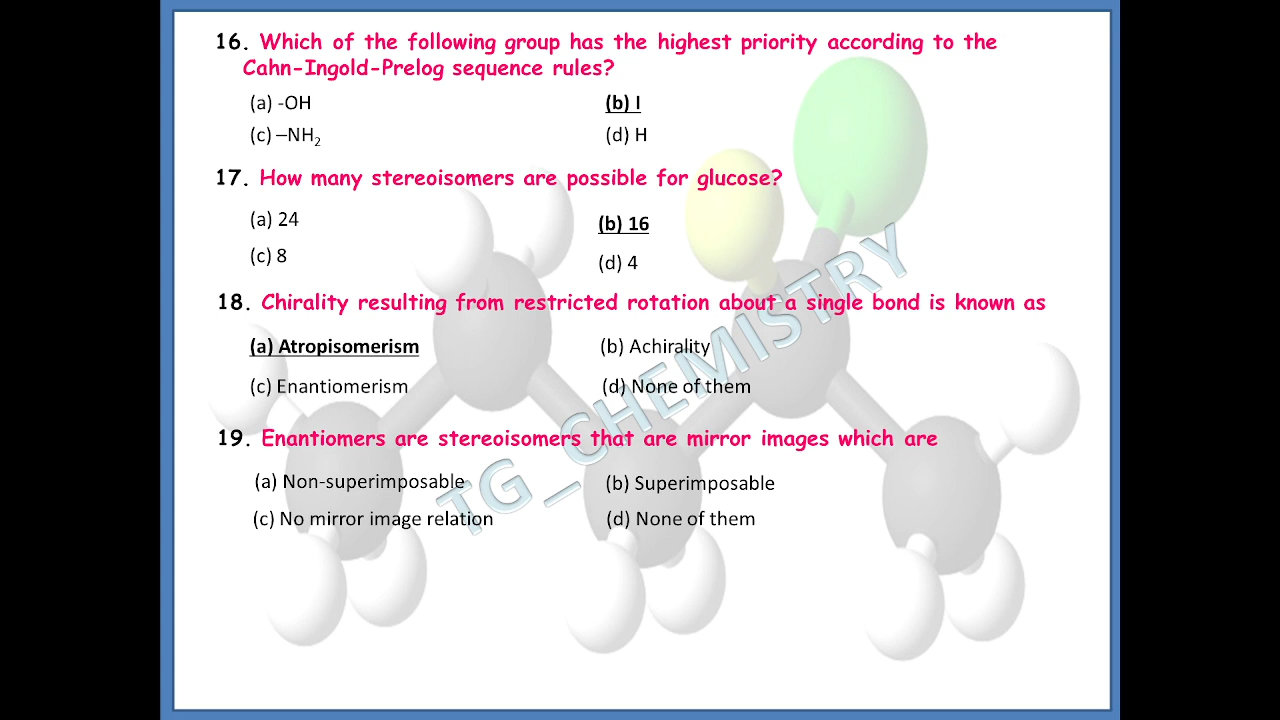 16. Which of the following group has the highest priority according to the
Cahn-Ingold-Prelog sequence rules?
(a) -OH (b) I
(c) –NH₂ (d) H
17. How many stereoisomers are possible for glucose?
(a) 24 (b) 16
(c) 8 (d) 4
18. Chirality resulting from restricted rotation about a single bond is known as
(a) Atropisomerism (b) Achirality
(c) Enantiomerism (d) None of them
19. Enantiomers are stereoisomers that are mirror images which are
(a) Non-superimposable (b) Superimposable
(c) No mirror image relation (d) None of them
TG_CHEMISTRY